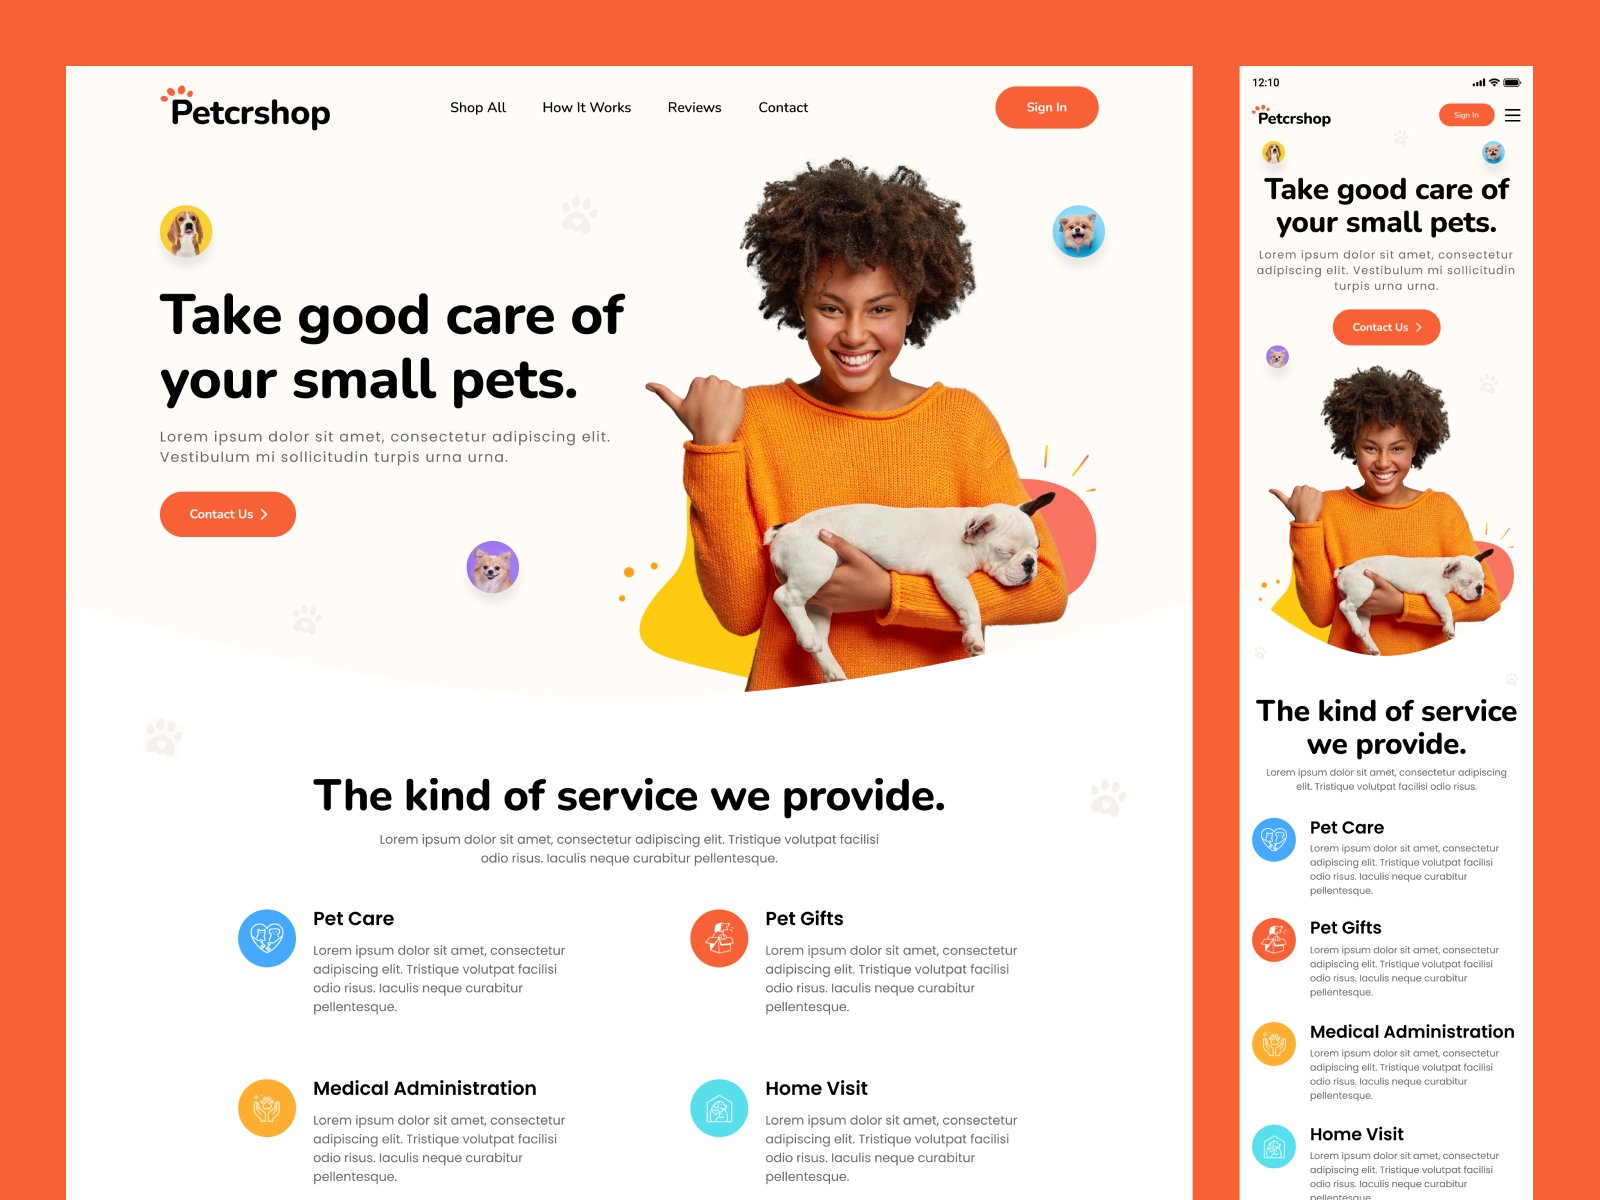 Petcrshop
Shop All
How It Works
Reviews
Contact
Sign In
Take good care of
your small pets.
Lorem ipsum dolor sit amet, consectetur adipiscing elit.
Vestibulum mi sollicitudin turpis urna urna.
Contact Us
The kind of service we provide.
Lorem ipsum dolor sit amet, consectetur adipiscing elit. Tristique volutpat facilisi
odio risus. Iaculis neque curabitur pellentesque.
Pet Care
Lorem ipsum dolor sit amet, consectetur
adipiscing elit. Tristique volutpat facilisi
odio risus. Iaculis neque curabitur
pellentesque.
Pet Gifts
Lorem ipsum dolor sit amet, consectetur
adipiscing elit. Tristique volutpat facilisi
odio risus. Iaculis neque curabitur
pellentesque.
Medical Administration
Lorem ipsum dolor sit amet, consectetur
adipiscing elit. Tristique volutpat facilisi
odio risus. Iaculis neque curabitur
pellentesque.
Home Visit
Lorem ipsum dolor sit amet, consectetur
adipiscing elit. Tristique volutpat facilisi
odio risus. Iaculis neque curabitur
pellentesque.
12:10
Petcrshop
Sign In
Take good care of
your small pets.
Lorem ipsum dolor sit amet, consectetur
adipiscing elit. Vestibulum mi sollicitudin
turpis urna urna.
Contact Us
The kind of service
we provide.
Lorem ipsum dolor sit amet, consectetur adipiscing
elit. Tristique volutpat facilisi odio risus.
Pet Care
Lorem ipsum dolor sit amet, consectetur
adipiscing elit. Tristique volutpat facilisi
odio risus. Iaculis neque curabitur
pellentesque.
Pet Gifts
Lorem ipsum dolor sit amet, consectetur
adipiscing elit. Tristique volutpat facilisi
odio risus. Iaculis neque curabitur
pellentesque.
Medical Administration
Lorem ipsum dolor sit amet, consectetur
adipiscing elit. Tristique volutpat facilisi
odio risus. Iaculis neque curabitur
pellentesque.
Home Visit
Lorem ipsum dolor sit amet, consectetur
adipiscing elit. Tristique volutpat facilisi
odio risus. Iaculis neque curabitur
pellentesque.